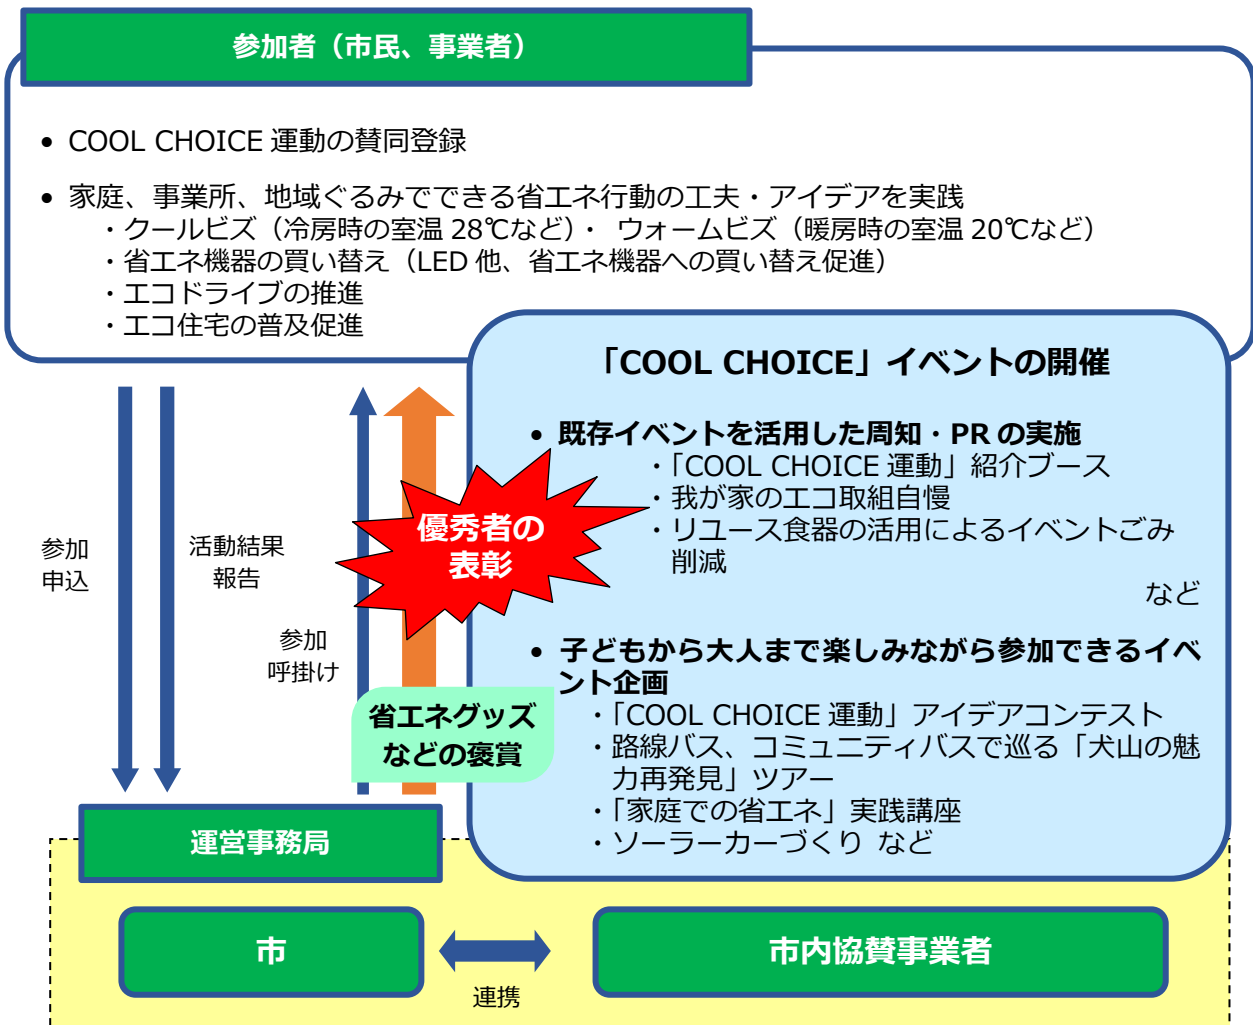 参加者（市民、事業者）
• COOL CHOICE 運動の賛同登録
• 家庭、事業所、地域ぐるみでできる省エネ行動の工夫・アイデアを実践
・クールビズ（冷房時の室温 28℃など）・ ウォームビズ（暖房時の室温 20℃など）
・省エネ機器の買い替え（LED 他、省エネ機器への買い替え促進）
・エコドライブの推進
・エコ住宅の普及促進
「COOL CHOICE」イベントの開催
• 既存イベントを活用した周知・PR の実施
・「COOL CHOICE 運動」紹介ブース
・我が家のエコ取組自慢
・リユース食器の活用によるイベントごみ
削減
など
• 子どもから大人まで楽しみながら参加できるイベ
ント企画
・「COOL CHOICE 運動」アイデアコンテスト
・路線バス、コミュニティバスで巡る「犬山の魅
力再発見」ツアー
・「家庭での省エネ」実践講座
・ソーラーカーづくり など
参加
申込
活動結果
報告
参加
呼掛け
優秀者の
表彰
省エネグッズ
などの褒賞
運営事務局
市
連携
市内協賛事業者